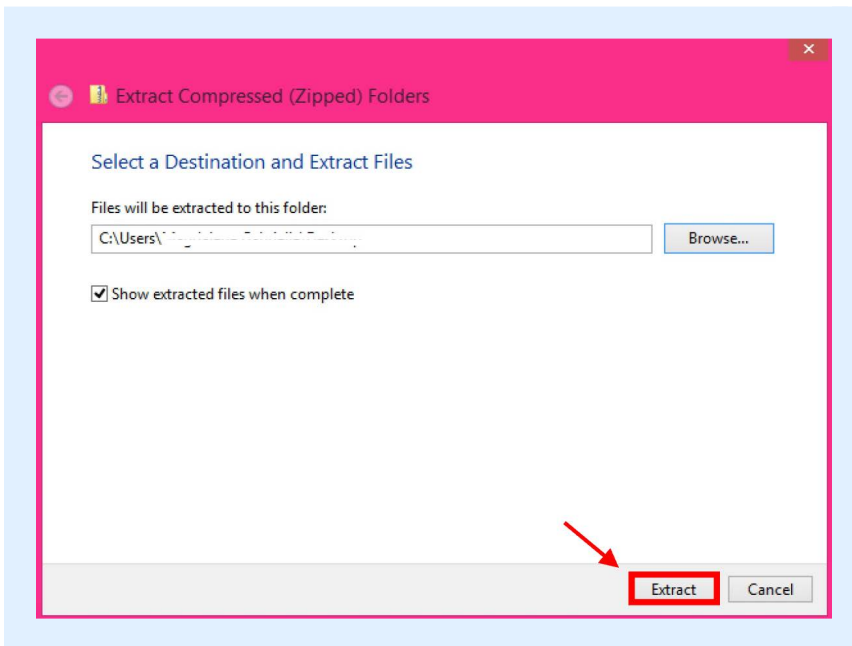 Extract Compressed (Zipped) Folders
Select a Destination and Extract Files
Files will be extracted to this folder:
C:\Users\
Browse...
Show extracted files when complete
Extract
Cancel